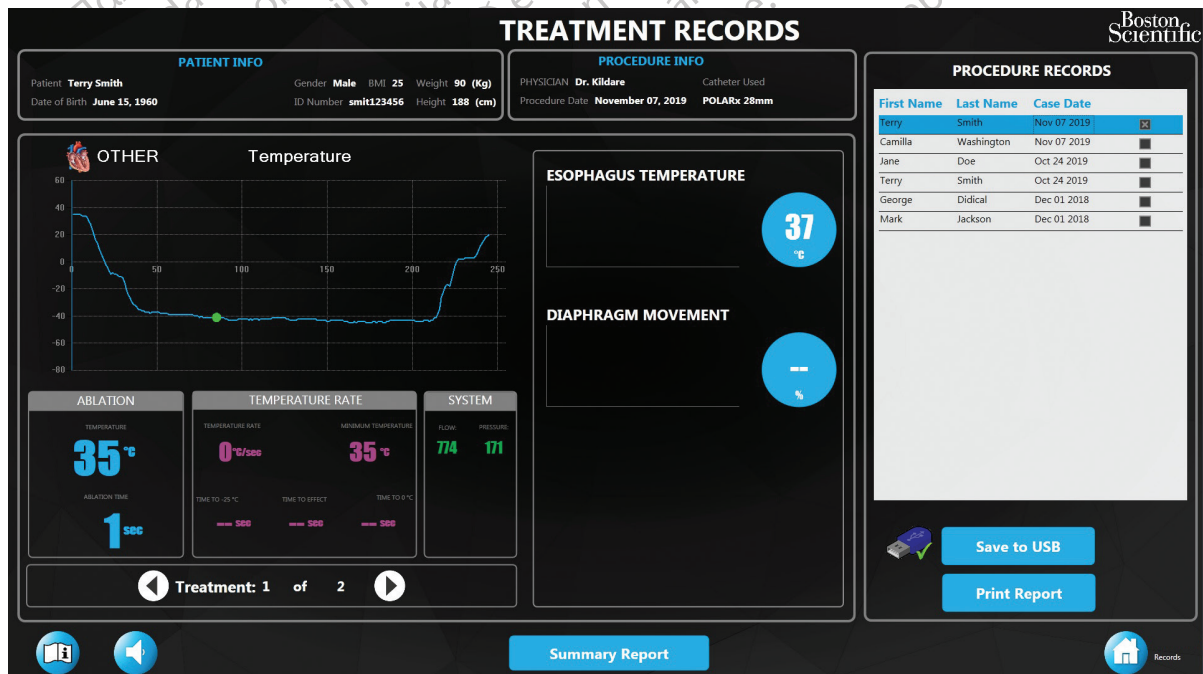 TREATMENT RECORDS
Boston
Scientific
PATIENT INFO
Patient Terry Smith Gender Male BMI 25 Weight 90 (Kg)
Date of Birth June 15, 1960 ID Number smit123456 Height 188 (cm)
PROCEDURE INFO
PHYSICIAN Dr. Kildare Catheter Used
Procedure Date November 07, 2019 POLARx 28mm
PROCEDURE RECORDS
First Name Last Name Case Date
Terry Smith Nov 07 2019
Camilla Washington Nov 07 2019
Jane Doe Oct 24 2019
Terry Smith Oct 24 2019
George Didical Dec 01 2018
Mark Jackson Dec 01 2018
OTHER Temperature
60
40
20
0
-20
-40
-60
-80
0 50 100 150 200 250
ESOPHAGUS TEMPERATURE
37
°C
DIAPHRAGM MOVEMENT
--
%
ABLATION
TEMPERATURE
35 °C
ABLATION TIME
1 sec
TEMPERATURE RATE
TEMPERATURE RATE MINIMUM TEMPERATURE
0 °C/sec 35 °C
TIME TO -25 °C TIME TO EFFECT TIME TO 0 °C
-- sec -- sec -- sec
SYSTEM
FLOW: PRESSURE:
774 171
Treatment: 1 of 2
Save to USB
Print Report
Summary Report
Records